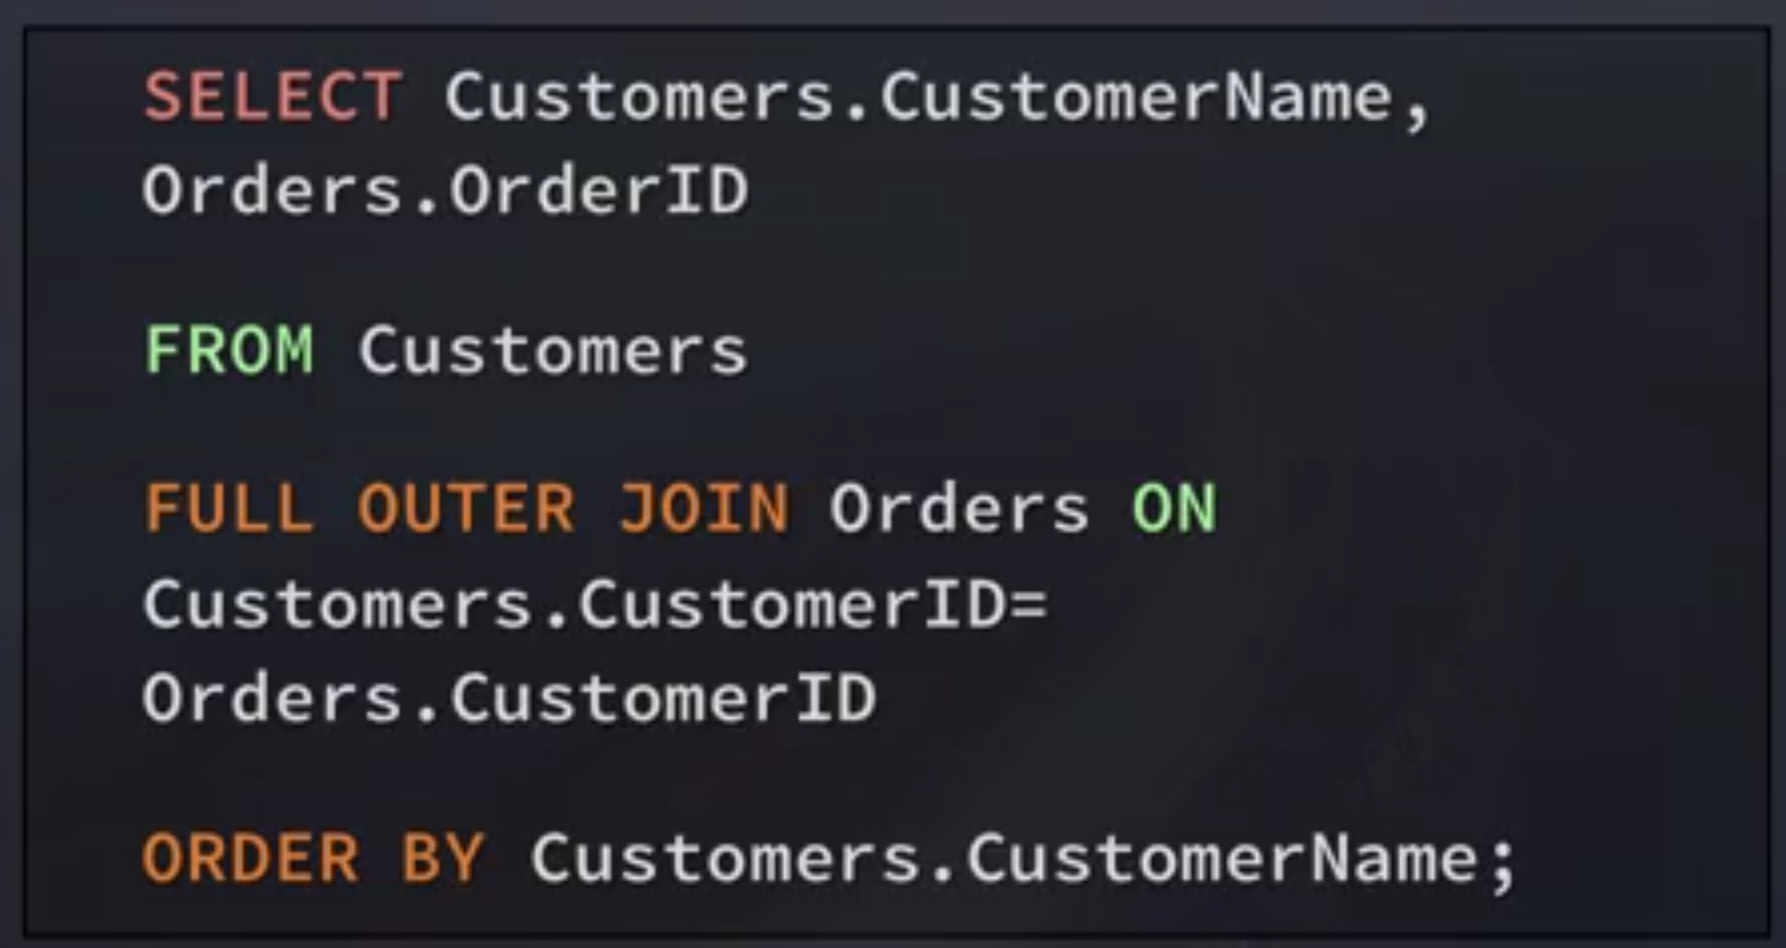 SELECT Customers.CustomerName,
Orders.OrderID
FROM Customers
FULL OUTER JOIN Orders ON
Customers.CustomerID=
Orders.CustomerID
ORDER BY Customers.CustomerName;